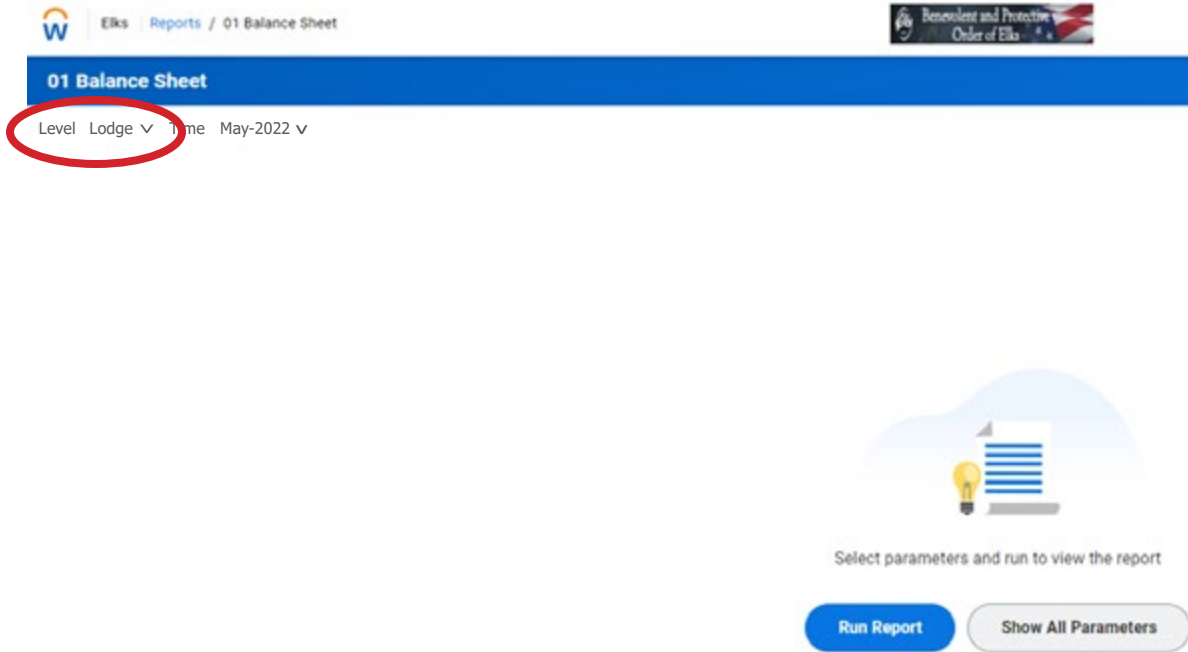 Elks Reports / 01 Balance Sheet
Benevolent and Protective
Order of Elks
01 Balance Sheet
Level Lodge Time May-2022
Select parameters and run to view the report
Run Report Show All Parameters